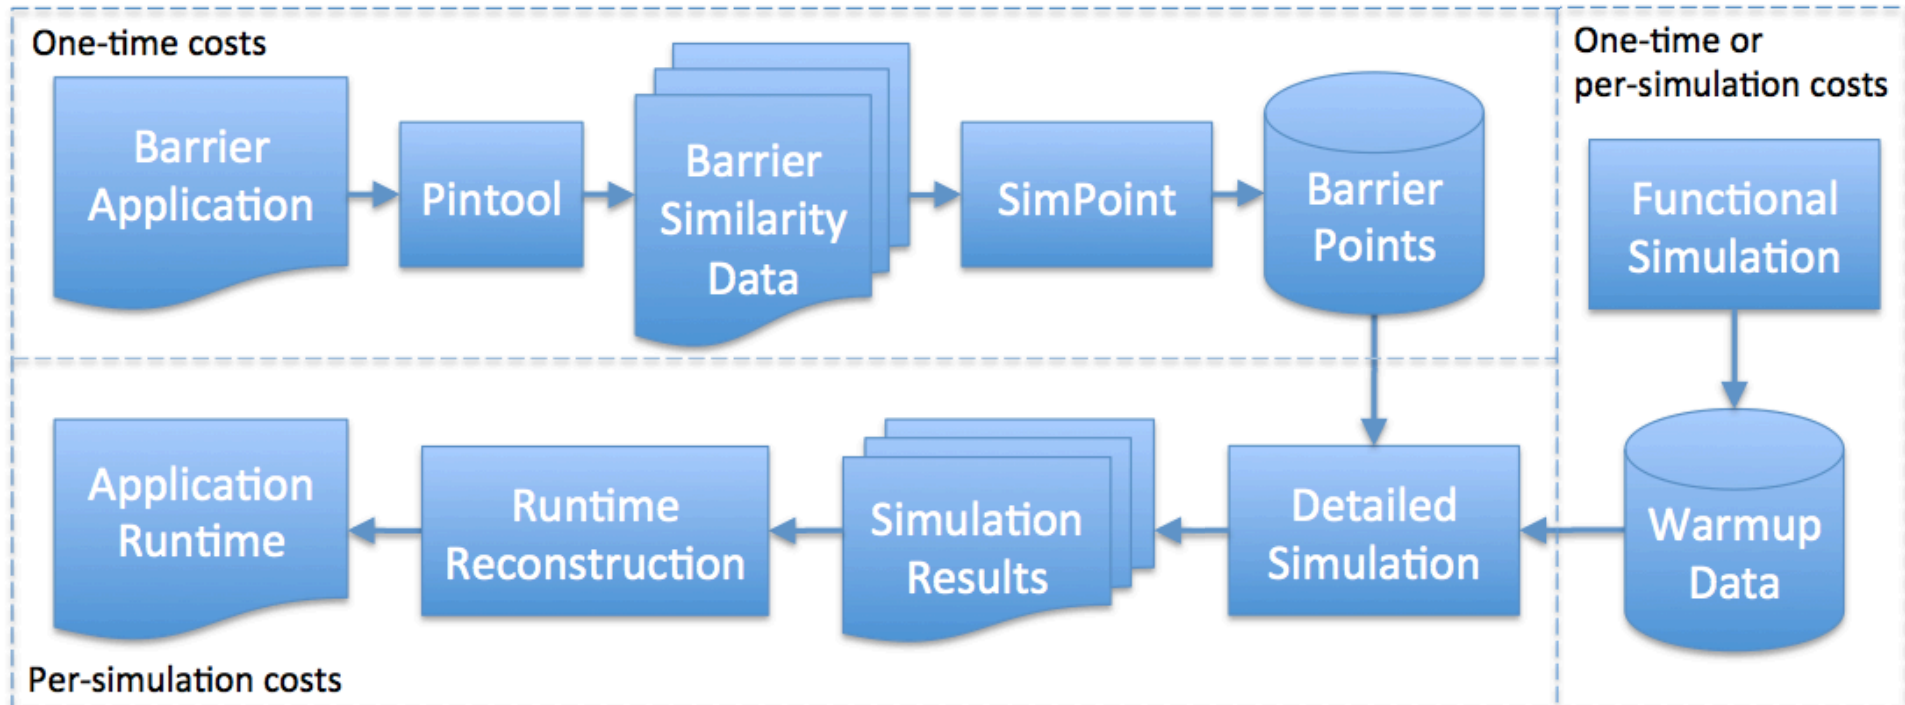 One-time costs
Barrier
Application
Pintool
Barrier
Similarity
Data
SimPoint
Barrier
Points
One-time or
per-simulation costs
Functional
Simulation
Application
Runtime
Runtime
Reconstruction
Simulation
Results
Detailed
Simulation
Warmup
Data
Per-simulation costs